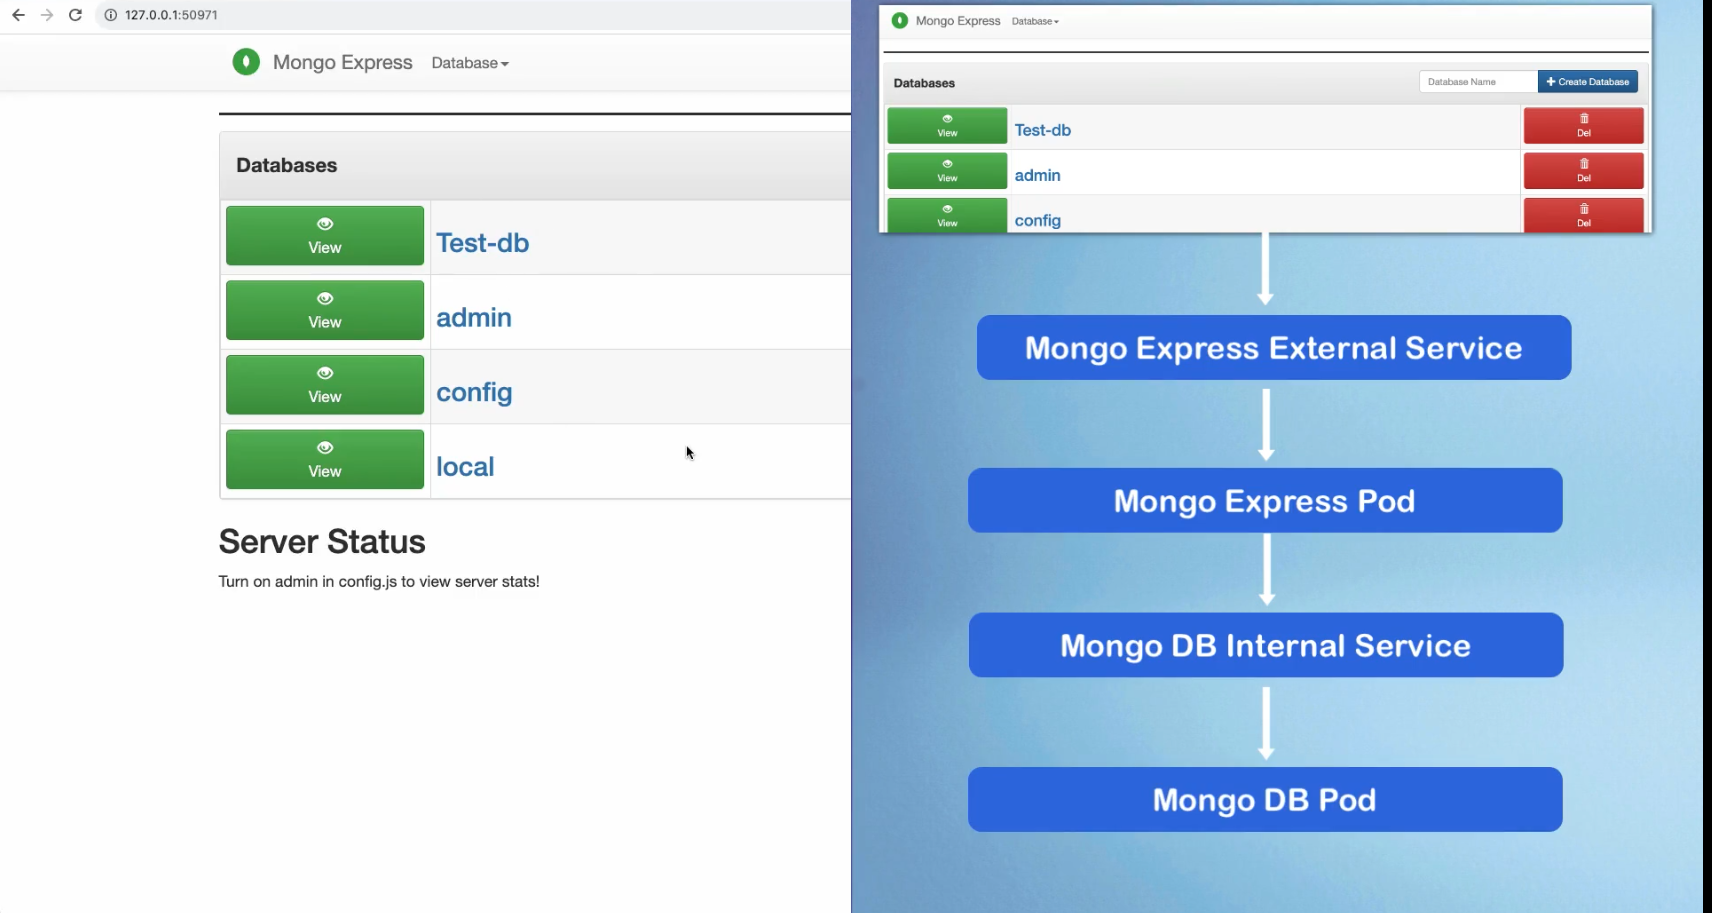 127.0.0.1:50971
Mongo Express Database
Databases
View Test-db
View admin
View config
View local
Server Status
Turn on admin in config.js to view server stats!
Mongo Express Database
Databases Database Name + Create Database
View Test-db Del
View admin Del
View config Del
Mongo Express External Service
Mongo Express Pod
Mongo DB Internal Service
Mongo DB Pod